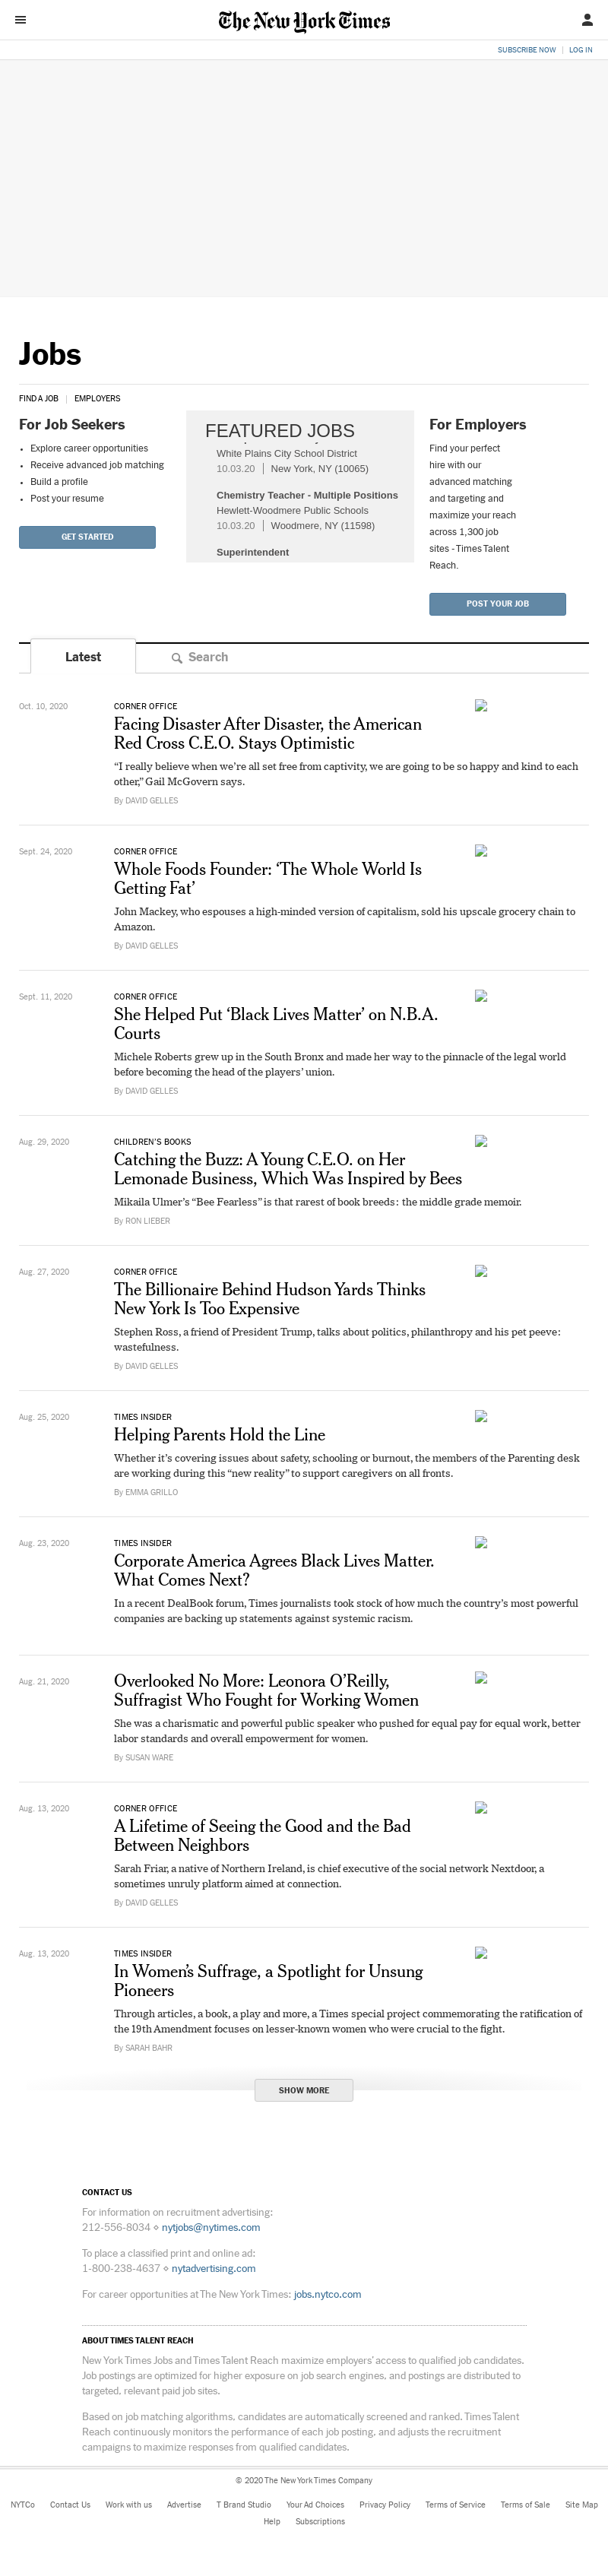 The New York Times
SUBSCRIBE NOW | LOG IN
Jobs
FIND A JOB | EMPLOYERS
For Job Seekers
• Explore career opportunities
• Receive advanced job matching
• Build a profile
• Post your resume
GET STARTED
FEATURED JOBS
White Plains City School District
10.03.20 | New York, NY (10065)
Chemistry Teacher - Multiple Positions
Hewlett-Woodmere Public Schools
10.03.20 | Woodmere, NY (11598)
Superintendent
For Employers
Find your perfect
hire with our
advanced matching
and targeting and
maximize your reach
across 1,300 job
sites - Times Talent
Reach.
POST YOUR JOB
Latest
Search
Oct. 10, 2020
CORNER OFFICE
Facing Disaster After Disaster, the American
Red Cross C.E.O. Stays Optimistic
“I really believe when we’re all set free from captivity, we are going to be so happy and kind to each
other,” Gail McGovern says.
By DAVID GELLES
Sept. 24, 2020
CORNER OFFICE
Whole Foods Founder: ‘The Whole World Is
Getting Fat’
John Mackey, who espouses a high-minded version of capitalism, sold his upscale grocery chain to
Amazon.
By DAVID GELLES
Sept. 11, 2020
CORNER OFFICE
She Helped Put ‘Black Lives Matter’ on N.B.A.
Courts
Michele Roberts grew up in the South Bronx and made her way to the pinnacle of the legal world
before becoming the head of the players’ union.
By DAVID GELLES
Aug. 29, 2020
CHILDREN’S BOOKS
Catching the Buzz: A Young C.E.O. on Her
Lemonade Business, Which Was Inspired by Bees
Mikaila Ulmer’s “Bee Fearless” is that rarest of book breeds: the middle grade memoir.
By RON LIEBER
Aug. 27, 2020
CORNER OFFICE
The Billionaire Behind Hudson Yards Thinks
New York Is Too Expensive
Stephen Ross, a friend of President Trump, talks about politics, philanthropy and his pet peeve:
wastefulness.
By DAVID GELLES
Aug. 25, 2020
TIMES INSIDER
Helping Parents Hold the Line
Whether it’s covering issues about safety, schooling or burnout, the members of the Parenting desk
are working during this “new reality” to support caregivers on all fronts.
By EMMA GRILLO
Aug. 23, 2020
TIMES INSIDER
Corporate America Agrees Black Lives Matter.
What Comes Next?
In a recent DealBook forum, Times journalists took stock of how much the country’s most powerful
companies are backing up statements against systemic racism.
Aug. 21, 2020
Overlooked No More: Leonora O’Reilly,
Suffragist Who Fought for Working Women
She was a charismatic and powerful public speaker who pushed for equal pay for equal work, better
labor standards and overall empowerment for women.
By SUSAN WARE
Aug. 13, 2020
CORNER OFFICE
A Lifetime of Seeing the Good and the Bad
Between Neighbors
Sarah Friar, a native of Northern Ireland, is chief executive of the social network Nextdoor, a
sometimes unruly platform aimed at connection.
By DAVID GELLES
Aug. 13, 2020
TIMES INSIDER
In Women’s Suffrage, a Spotlight for Unsung
Pioneers
Through articles, a book, a play and more, a Times special project commemorating the ratification of
the 19th Amendment focuses on lesser-known women who were crucial to the fight.
By SARAH BAHR
SHOW MORE
CONTACT US
For information on recruitment advertising:
212-556-8034 ⋄ nytjobs@nytimes.com
To place a classified print and online ad:
1-800-238-4637 ⋄ nytadvertising.com
For career opportunities at The New York Times: jobs.nytco.com
ABOUT TIMES TALENT REACH
New York Times Jobs and Times Talent Reach maximize employers’ access to qualified job candidates.
Job postings are optimized for higher exposure on job search engines, and postings are distributed to
targeted, relevant paid job sites.
Based on job matching algorithms, candidates are automatically screened and ranked. Times Talent
Reach continuously monitors the performance of each job posting, and adjusts the recruitment
campaigns to maximize responses from qualified candidates.
© 2020 The New York Times Company
NYTCo Contact Us Work with us Advertise T Brand Studio Your Ad Choices Privacy Policy Terms of Service Terms of Sale Site Map
Help Subscriptions